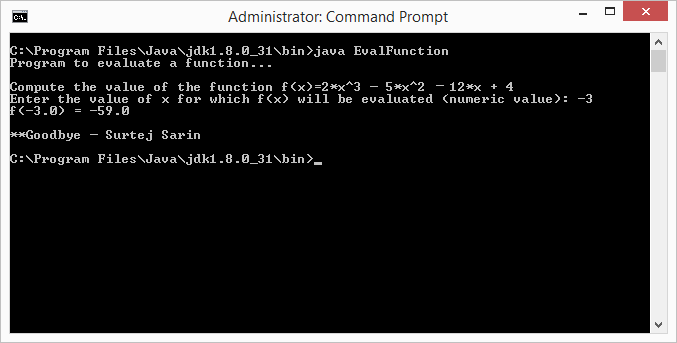 Administrator: Command Prompt
C:\Program Files\Java\jdk1.8.0_31\bin>java EvalFunction
Program to evaluate a function...
Compute the value of the function f(x)=2*x^3 – 5*x^2 – 12*x + 4
Enter the value of x for which f(x) will be evaluated (numeric value): -3
f(-3.0) = -59.0
**Goodbye – Surtej Sarin
C:\Program Files\Java\jdk1.8.0_31\bin>_